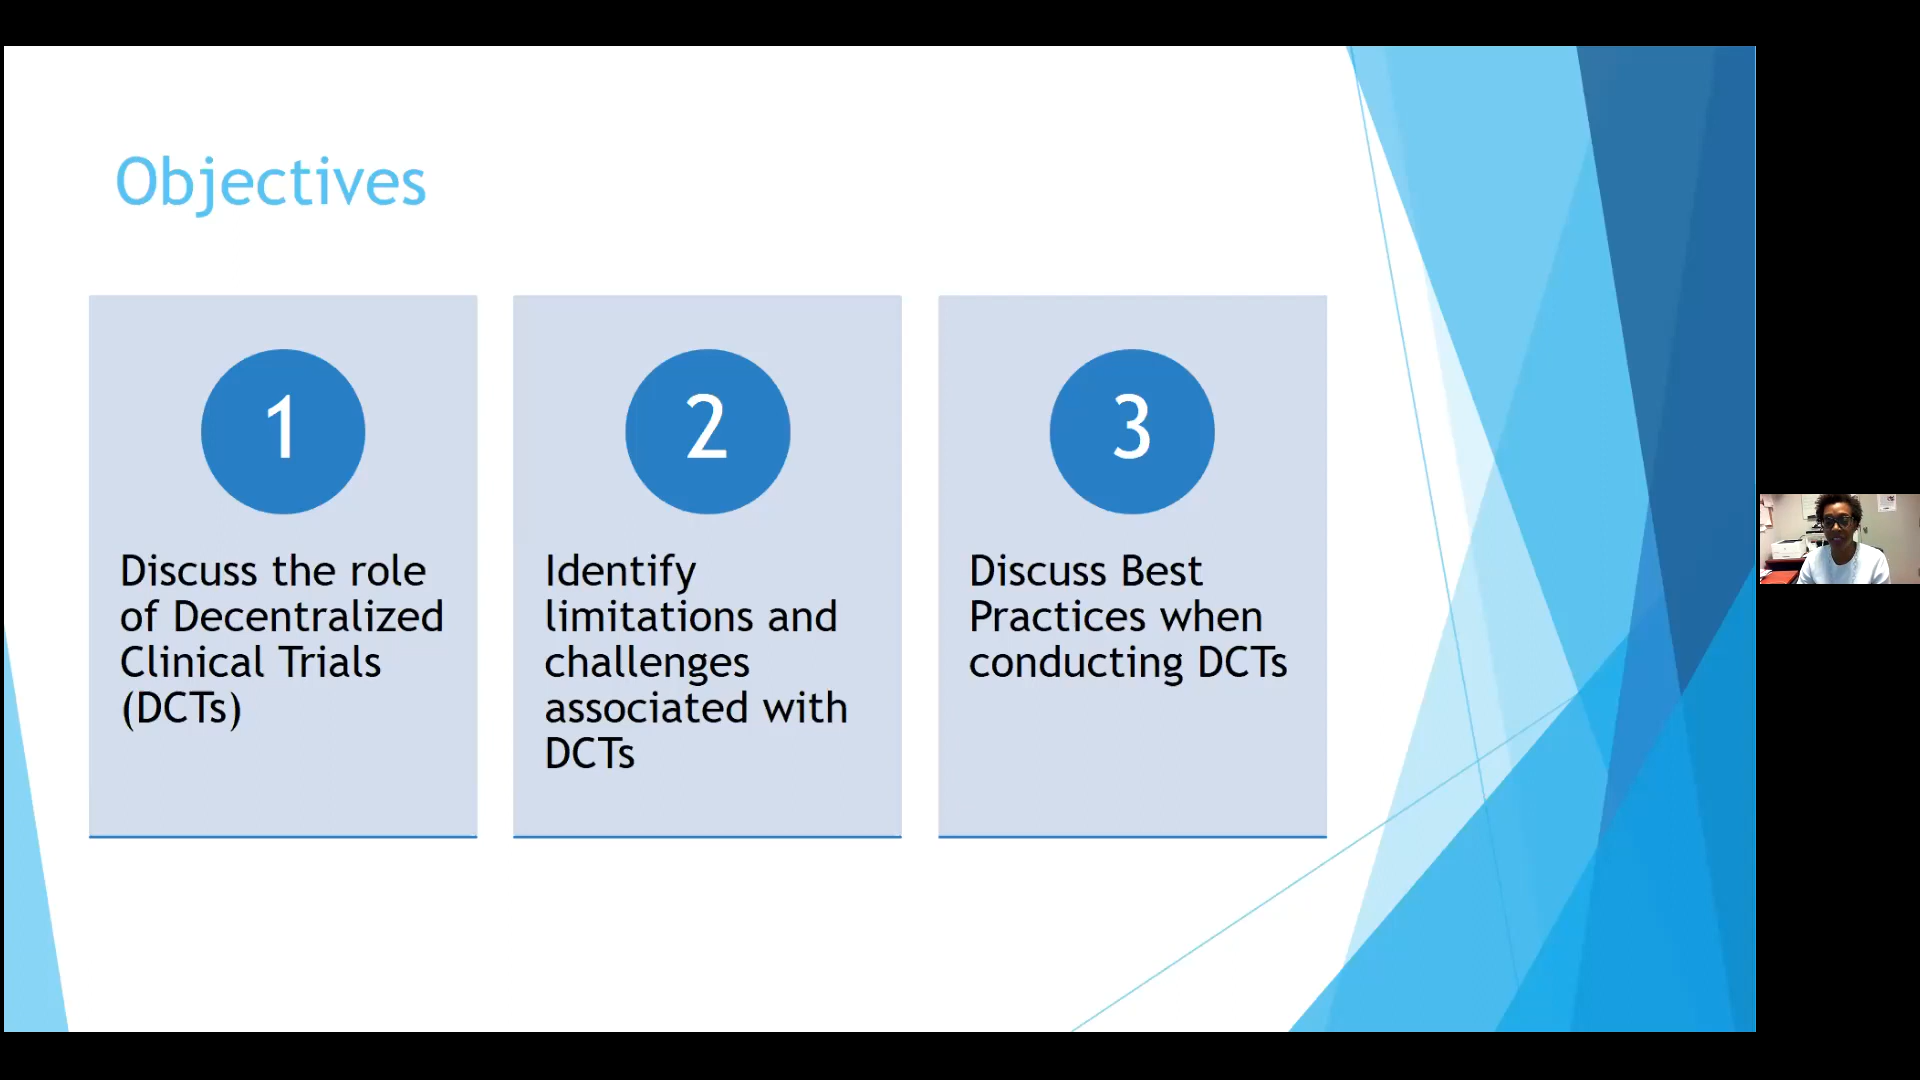 Objectives
1
Discuss the role
of Decentralized
Clinical Trials
(DCTs)
2
Identify
limitations and
challenges
associated with
DCTs
3
Discuss Best
Practices when
conducting DCTs